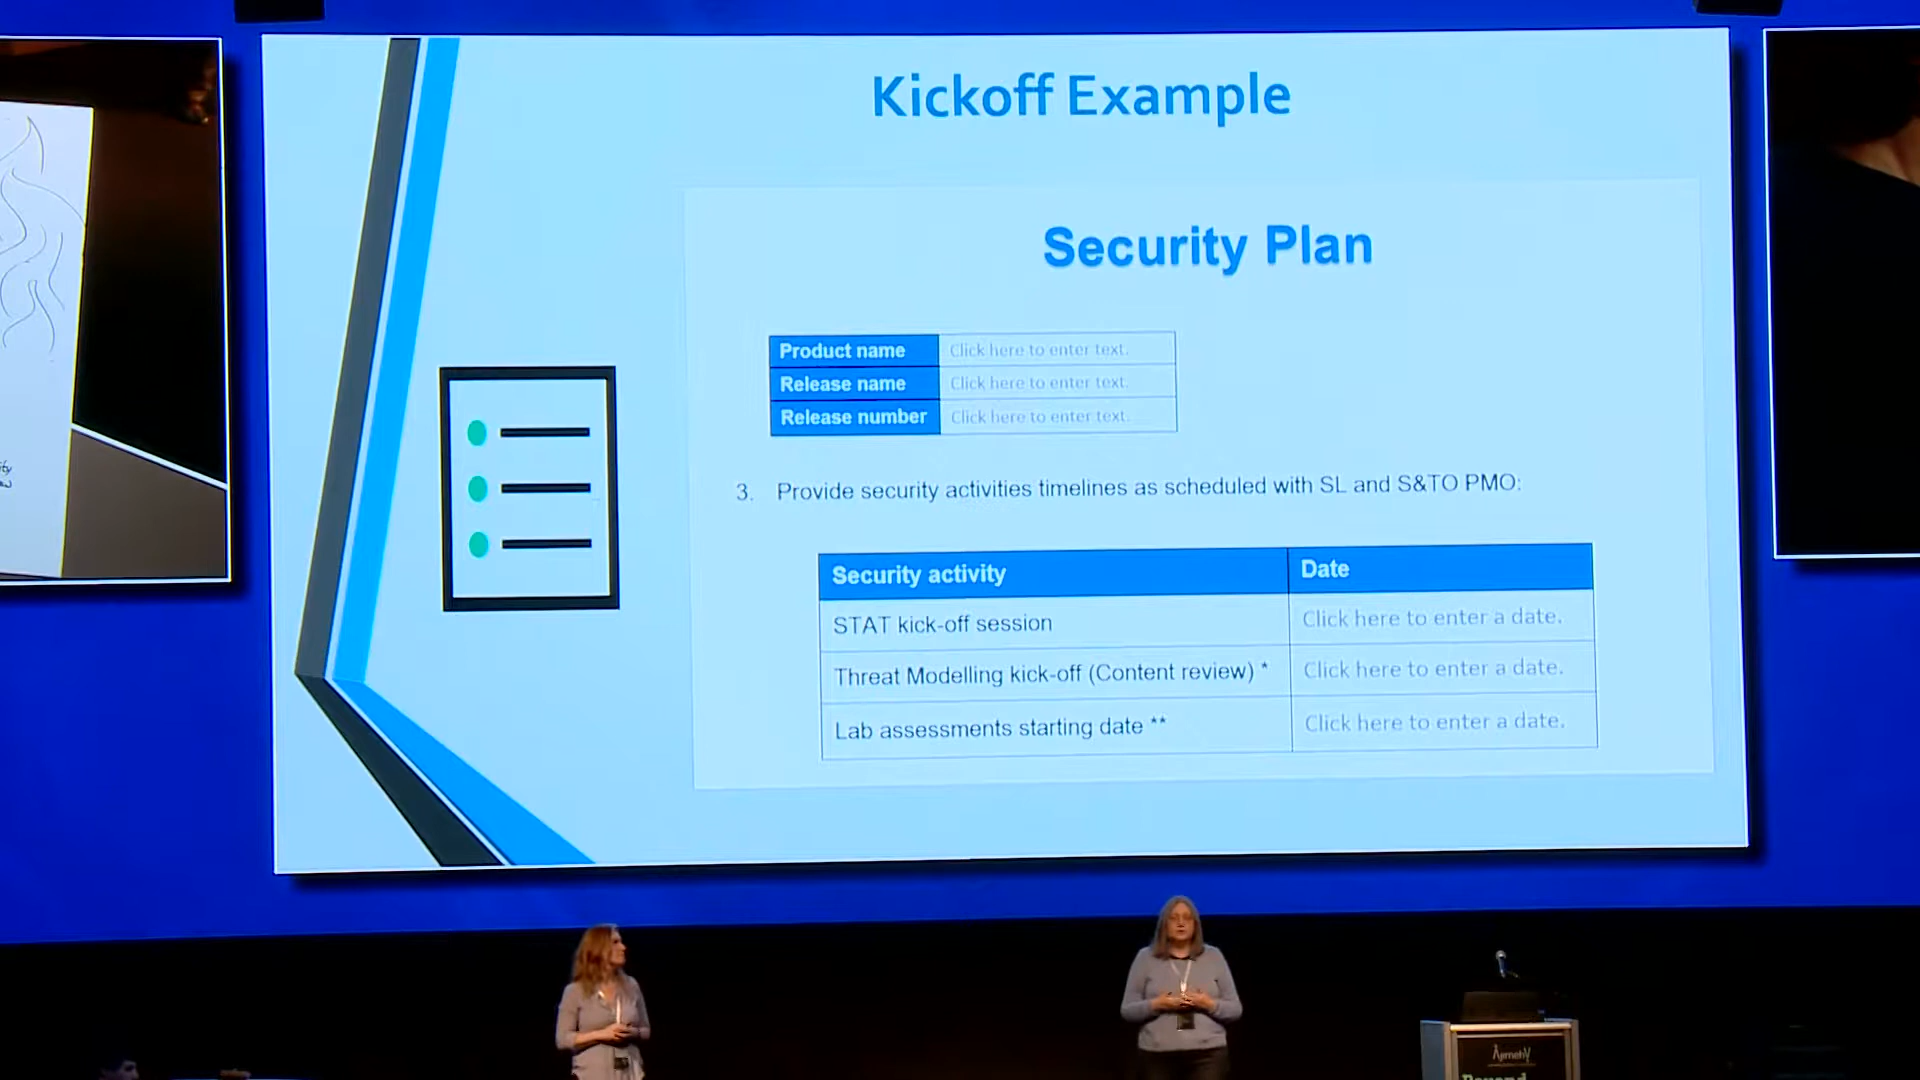 Kickoff Example
Security Plan
Product name Click here to enter text.
Release name Click here to enter text.
Release number Click here to enter text.
3. Provide security activities timelines as scheduled with SL and S&TO PMO:
Security activity Date
STAT kick-off session Click here to enter a date.
Threat Modelling kick-off (Content review) * Click here to enter a date.
Lab assessments starting date ** Click here to enter a date.